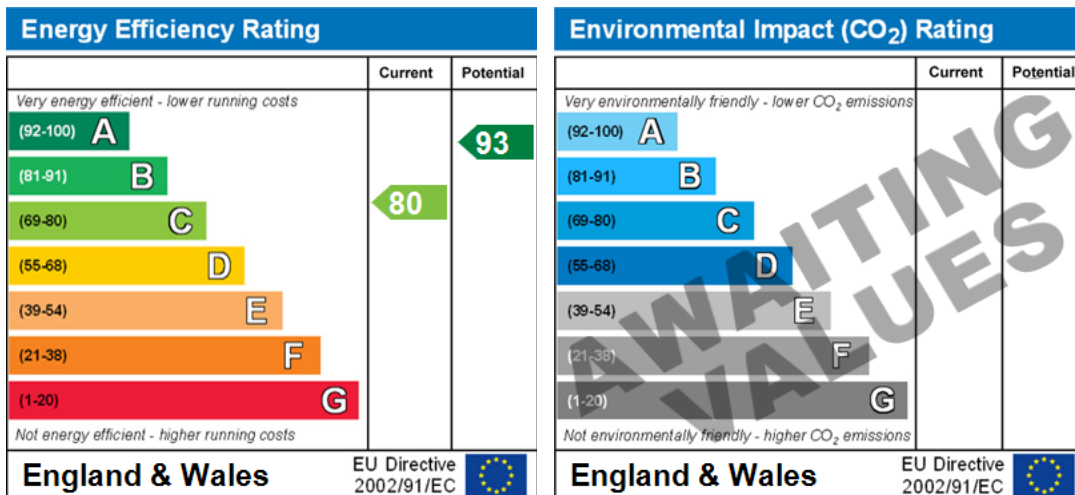 Energy Efficiency Rating
Current Potential
Very energy efficient - lower running costs
(92-100) A
93
(81-91) B
80
(69-80) C
(55-68) D
(39-54) E
(21-38) F
(1-20) G
Not energy efficient - higher running costs
England & Wales
EU Directive
2002/91/EC
Environmental Impact (CO₂) Rating
Current Potential
Very environmentally friendly - lower CO₂ emissions
(92-100) A
(81-91) B
(69-80) C
(55-68) D
(39-54) E
(21-38) F
(1-20) G
Not environmentally friendly - higher CO₂ emissions
AWAITING
VALUES
England & Wales
EU Directive
2002/91/EC